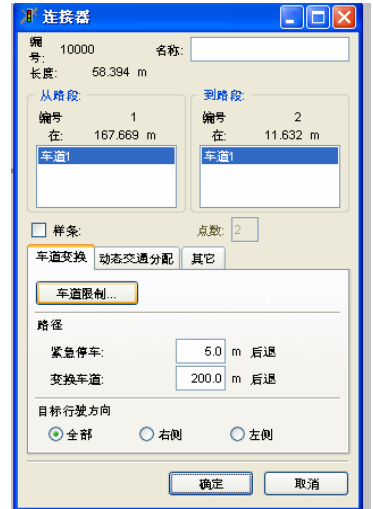 连接器
编号: 10000 名称:
长度: 58.394 m
从路段: 到路段:
编号 1 编号 2
在: 167.669 m 在: 11.632 m
车道1 车道1
样条: 点数: 2
车道变换 动态交通分配 其它
车道限制...
路径
紧急停车: 5.0 m 后退
变换车道: 200.0 m 后退
目标行驶方向
全部 右侧 左侧
确定 取消